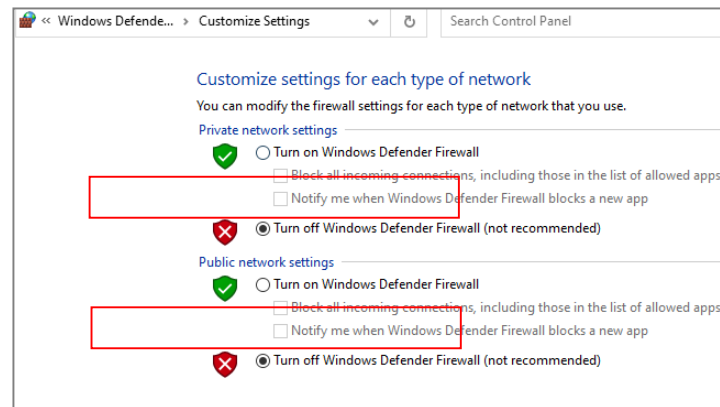 « Windows Defende... › Customize Settings Search Control Panel
Customize settings for each type of network
You can modify the firewall settings for each type of network that you use.
Private network settings
Turn on Windows Defender Firewall
Block all incoming connections, including those in the list of allowed apps
Notify me when Windows Defender Firewall blocks a new app
Turn off Windows Defender Firewall (not recommended)
Public network settings
Turn on Windows Defender Firewall
Block all incoming connections, including those in the list of allowed apps
Notify me when Windows Defender Firewall blocks a new app
Turn off Windows Defender Firewall (not recommended)